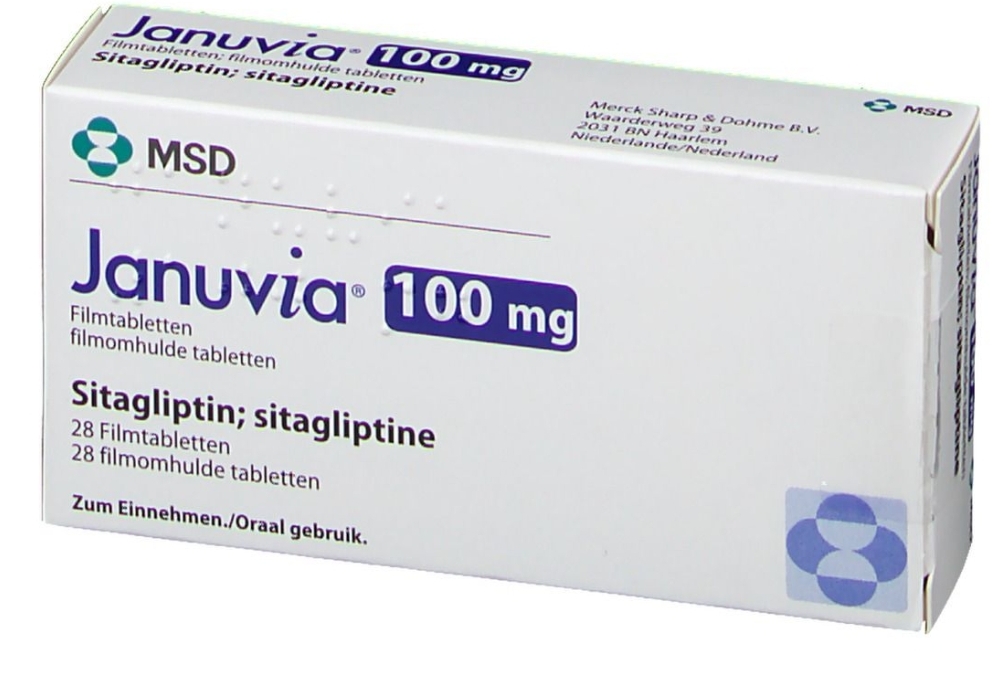 Januvia® 100 mg
Filmtabletten; filmomhulde tabletten
Sitagliptin; sitagliptine
Merck Sharp & Dohme B.V.
Waarderweg 39
2031 BN Haarlem
Niederlande/Nederland
MSD
MSD
Januvia® 100 mg
Filmtabletten
filmomhulde tabletten
Sitagliptin; sitagliptine
28 Filmtabletten
28 filmomhulde tabletten
Zum Einnehmen./Oraal gebruik.